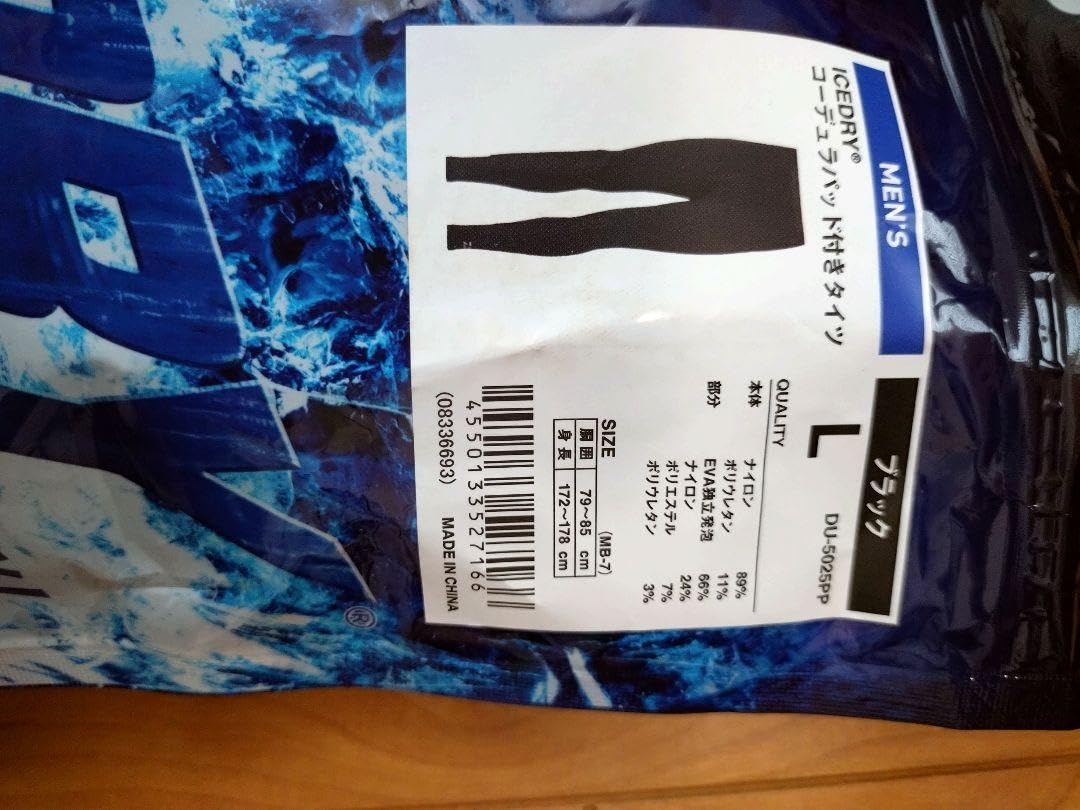 MEN'S
ICEDRY®
コーデュラパッド付きタイツ
ブラック
L DU-5025PP
QUALITY
本体 ナイロン 89%
ポリウレタン 11%
部分 EVA独立発泡 66%
ナイロン 24%
ポリエステル 7%
ポリウレタン 3%
SIZE (MB-7)
胴囲 79~85 cm
身長 172~178 cm
4550133527166
(08336693) MADE IN CHINA
®